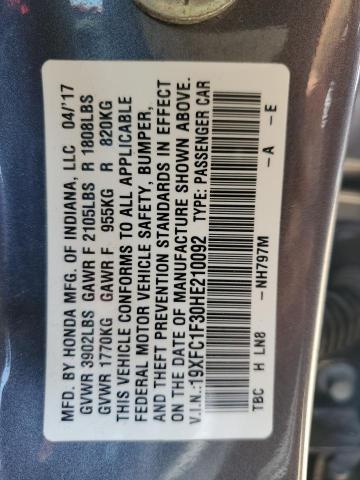 MFD. BY HONDA MFG. OF INDIANA, LLC 04/'17
GVWR 3902LBS GAWR F 2105LBS R 1808LBS
GVWR 1770KG GAWR F 955KG R 820KG
THIS VEHICLE CONFORMS TO ALL APPLICABLE
FEDERAL MOTOR VEHICLE SAFETY, BUMPER,
AND THEFT PREVENTION STANDARDS IN EFFECT
ON THE DATE OF MANUFACTURE SHOWN ABOVE.
V.I.N.:19XFC1F30HE210092 TYPE: PASSENGER CAR
TBC H LN8 -NH797M -A -E